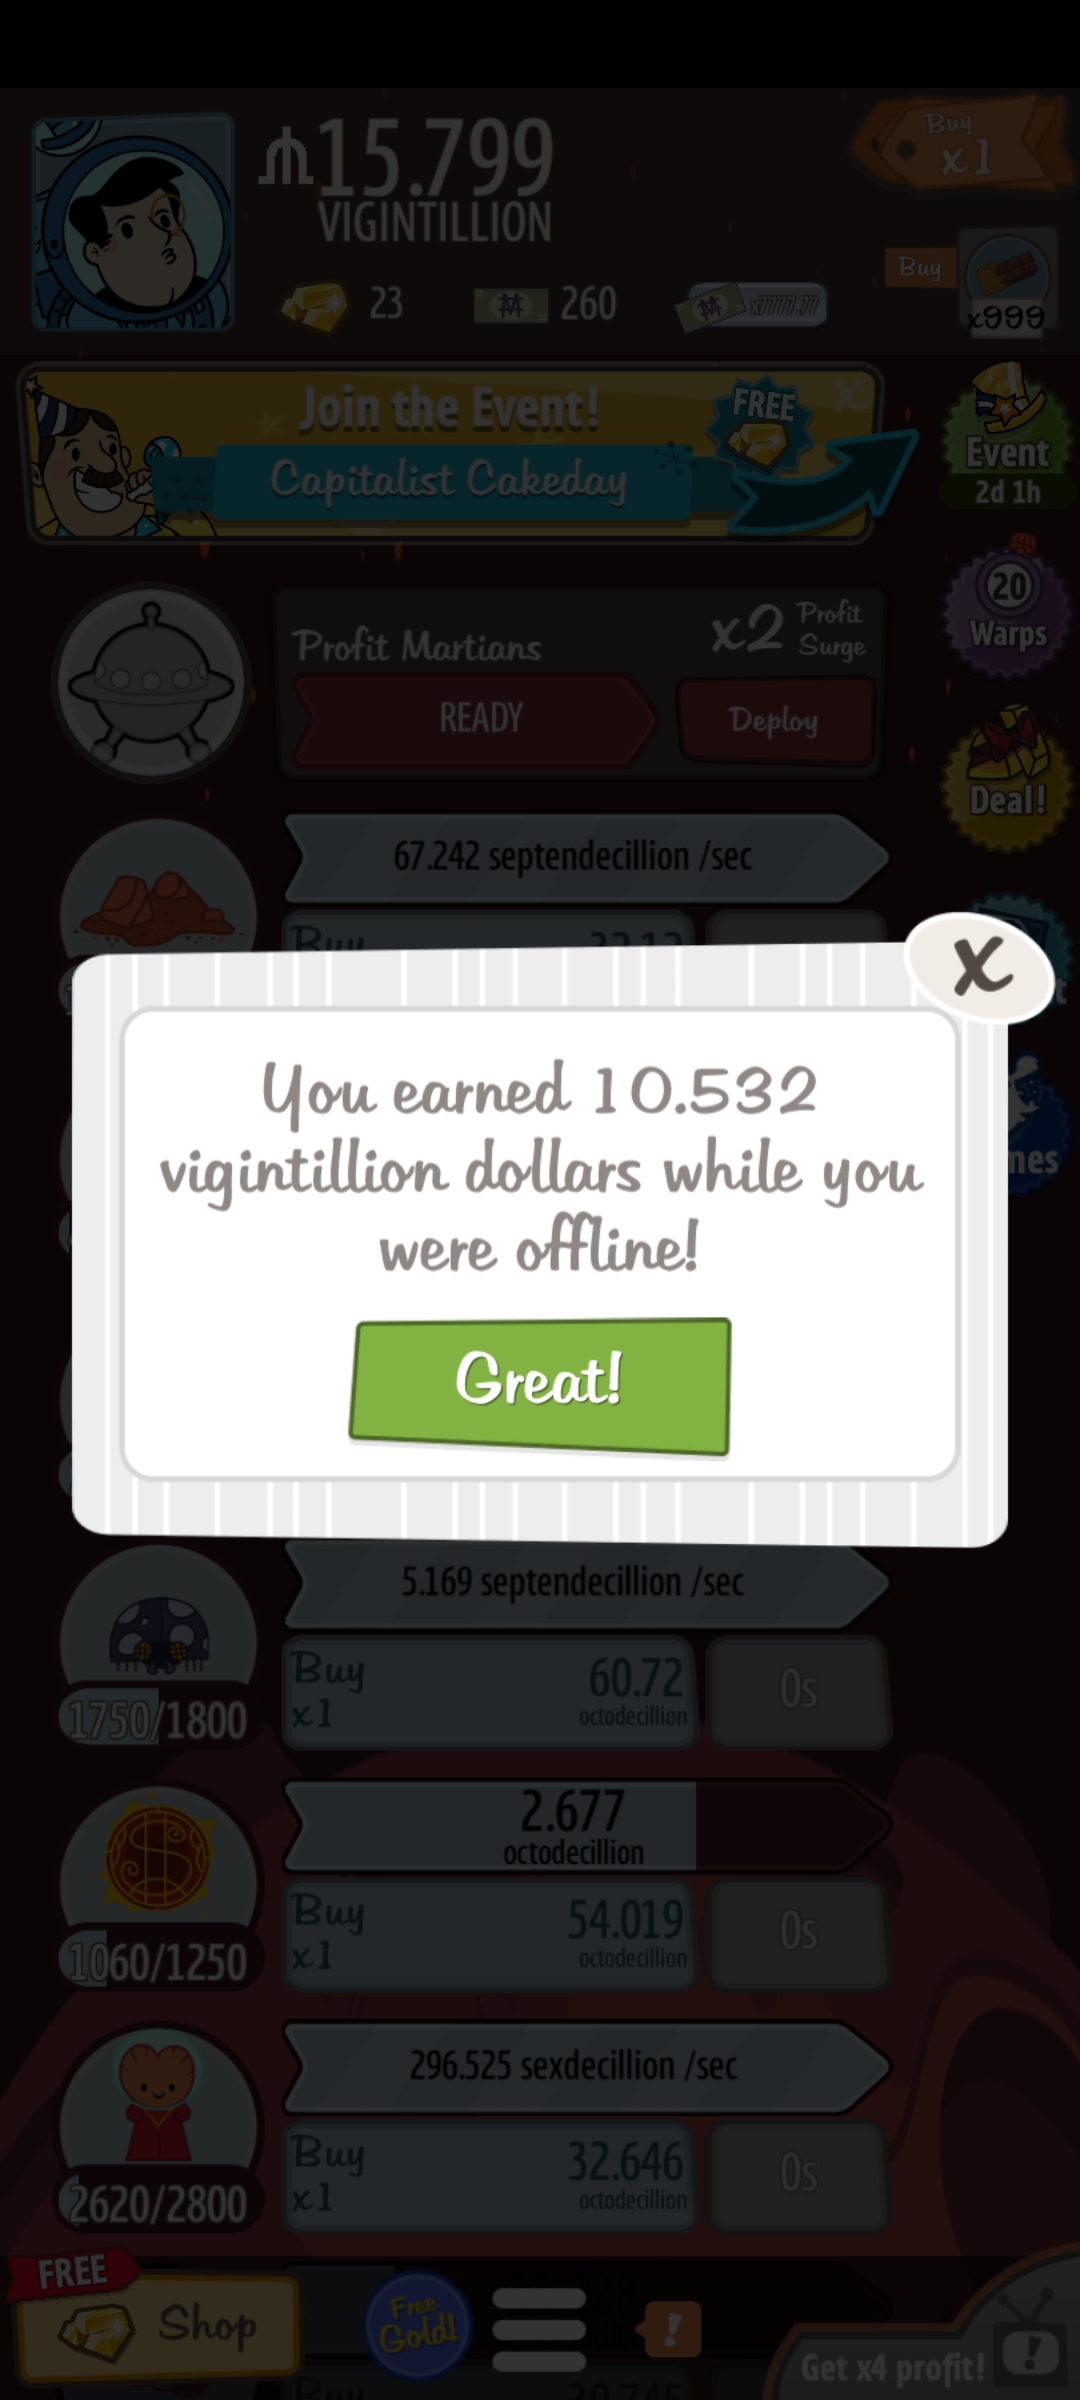 15.799
VIGINTILLION
Buy
x1
23
260
x7777.77
Buy
x999
Join the Event!
FREE
X
Capitalist Cakeday
Event
2d 1h
20
Warps
Profit Martians
x2 Profit Surge
READY
Deploy
Deal!
67.242 septendecillion /sec
Buy
X
You earned 10.532
vigintillion dollars while you
were offline!
Great!
5.169 septendecillion /sec
Buy
x1
60.72
octodecillion
0s
1750/1800
2.677
octodecillion
Buy
x1
54.019
octodecillion
0s
1060/1250
296.525 sexdecillion /sec
Buy
x1
32.646
octodecillion
0s
2620/2800
FREE
Shop
Free
Gold!
!
!
Get x4 profit!
Buy